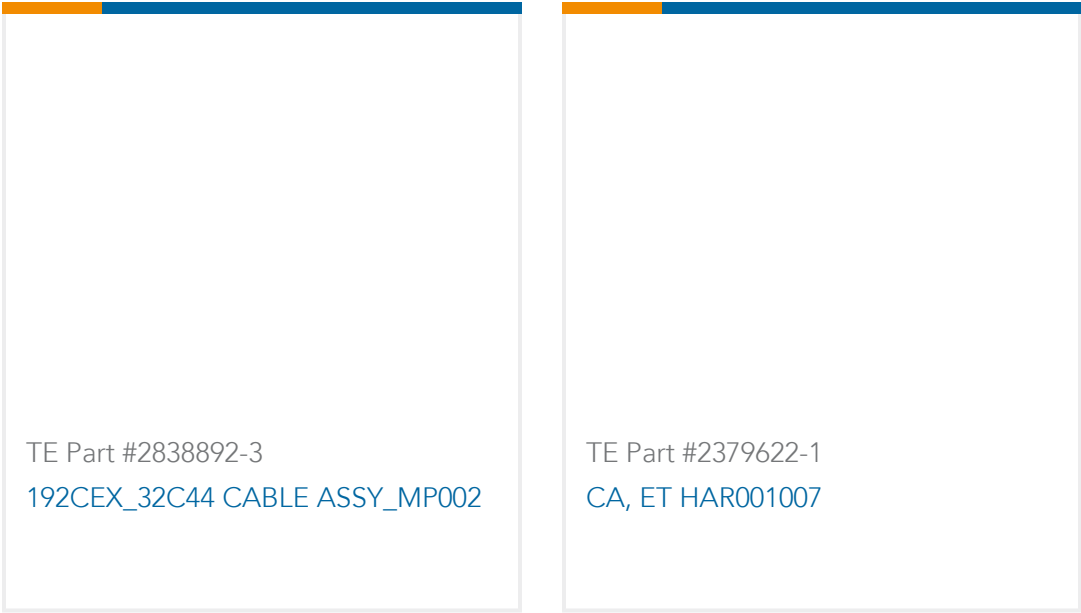 TE Part #2838892-3
192CEX_32C44 CABLE ASSY_MP002
TE Part #2379622-1
CA, ET HAR001007